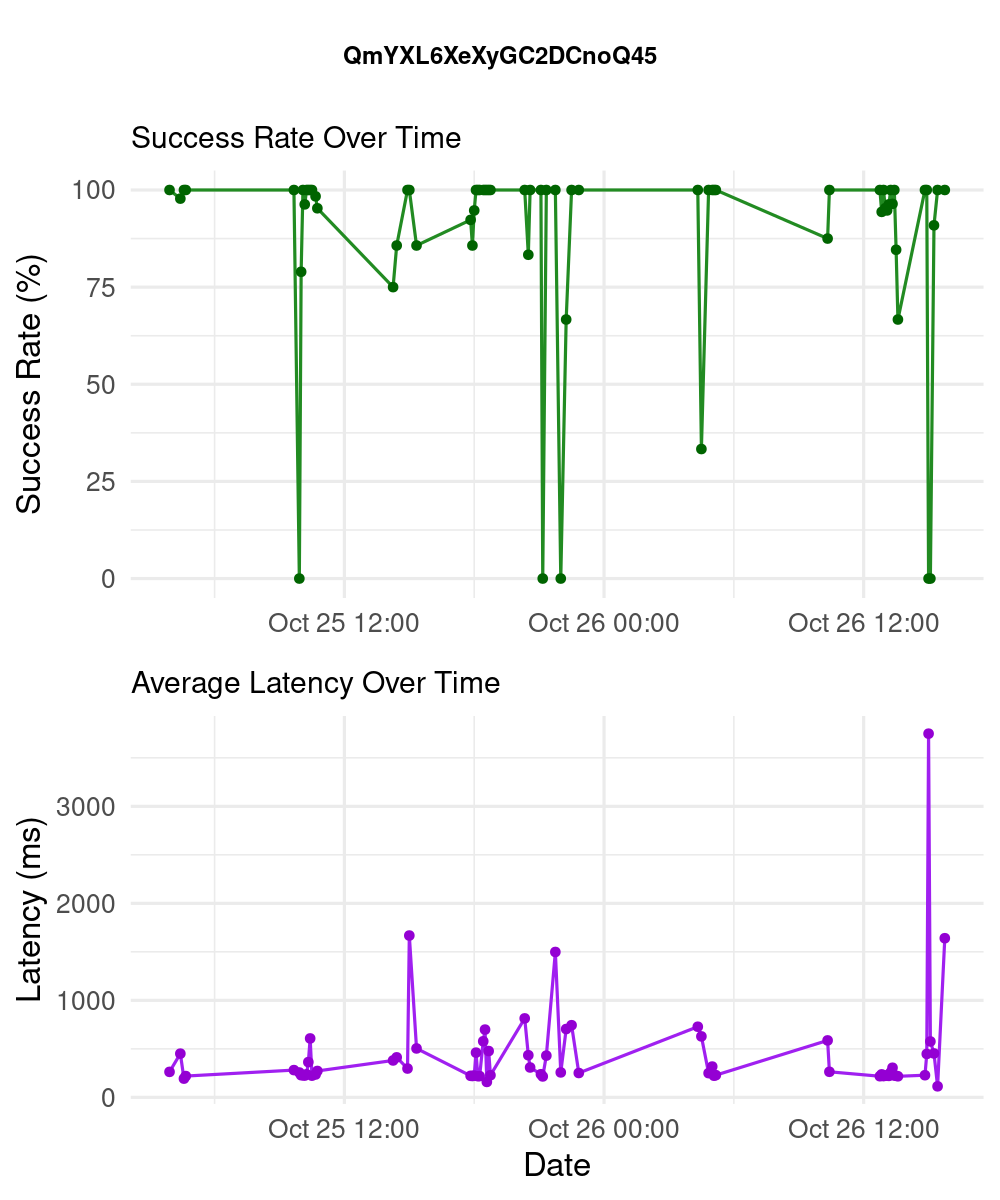 QmYXL6XeXyGC2DCnoQ45
Success Rate Over Time
Success Rate (%)
100
75
50
25
0
Oct 25 12:00 Oct 26 00:00 Oct 26 12:00
Average Latency Over Time
Latency (ms)
3000
2000
1000
0
Oct 25 12:00 Oct 26 00:00 Oct 26 12:00
Date